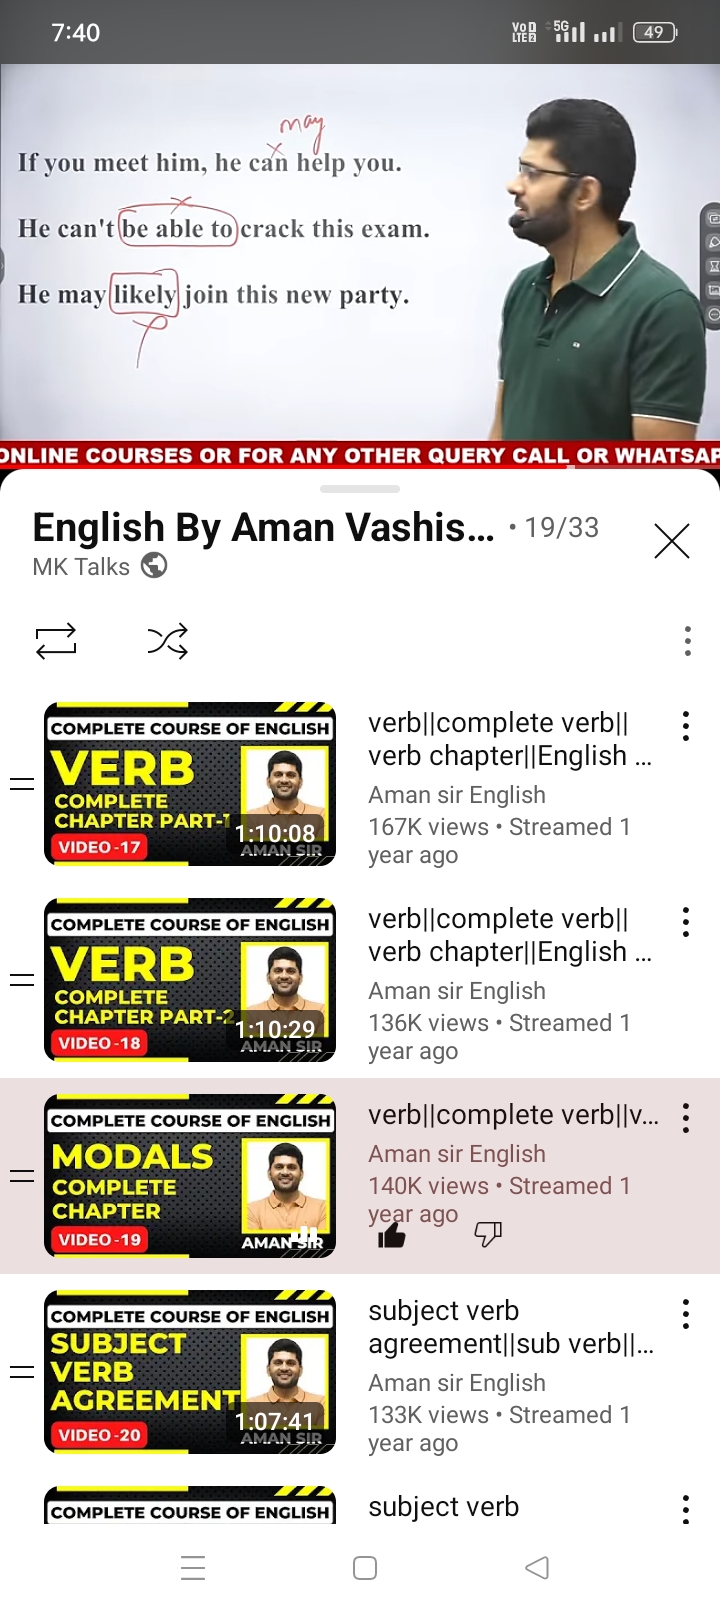 7:40
VoD
LTE2
5G
49
may
If you meet him, he can help you.
He can't be able to crack this exam.
He may likely join this new party.
ONLINE COURSES OR FOR ANY OTHER QUERY CALL OR WHATSAP
English By Aman Vashis... • 19/33
MK Talks
COMPLETE COURSE OF ENGLISH
VERB
COMPLETE
CHAPTER PART-1
VIDEO -17
1:10:08
AMAN SIR
verb||complete verb||
verb chapter||English ...
Aman sir English
167K views • Streamed 1
year ago
COMPLETE COURSE OF ENGLISH
VERB
COMPLETE
CHAPTER PART-2
VIDEO -18
1:10:29
AMAN SIR
verb||complete verb||
verb chapter||English ...
Aman sir English
136K views • Streamed 1
year ago
COMPLETE COURSE OF ENGLISH
MODALS
COMPLETE
CHAPTER
VIDEO -19
AMAN SIR
verb||complete verb||v...
Aman sir English
140K views • Streamed 1
year ago
COMPLETE COURSE OF ENGLISH
SUBJECT
VERB
AGREEMENT
VIDEO -20
1:07:41
AMAN SIR
subject verb
agreement||sub verb||...
Aman sir English
133K views • Streamed 1
year ago
COMPLETE COURSE OF ENGLISH
subject verb